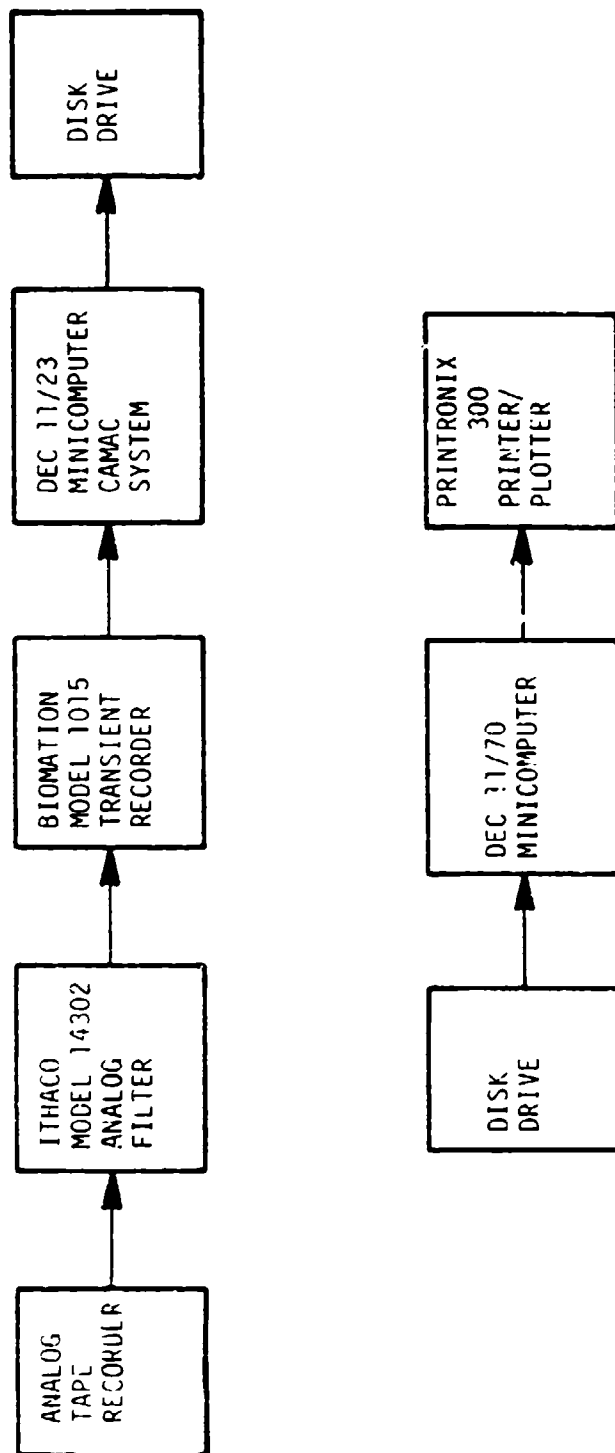 ANALOG
TAPE
RECORDER
ITHACO
MODEL 14302
ANALOG
FILTER
BIOMATION
MODEL 1015
TRANSIENT
RECORDER
DEC 11/23
MINICOMPUTER
CAMAC
SYSTEM
DISK
DRIVE
DISK
DRIVE
DEC 11/70
MINICOMPUTER
PRINTRONIX
300
PRINTER/
PLOTTER